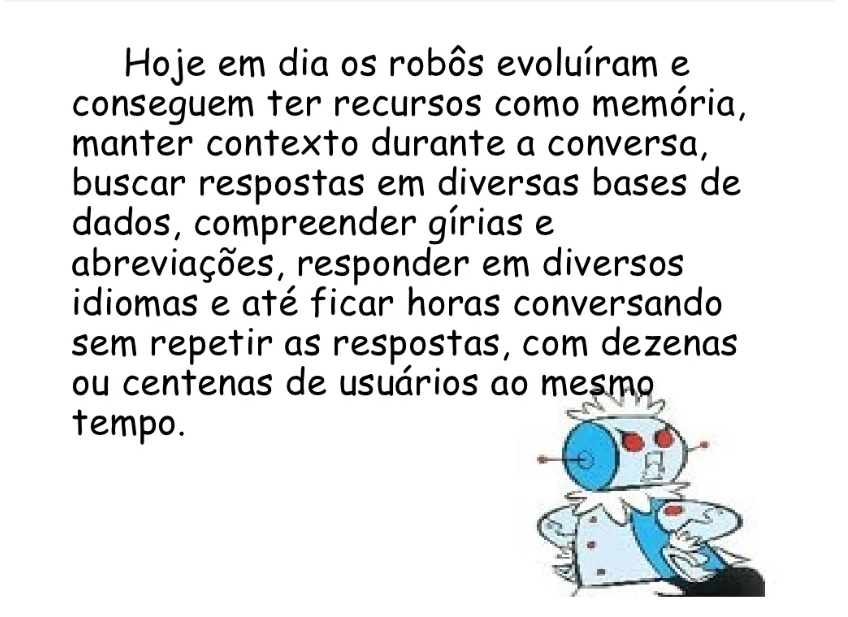 Hoje em dia os robôs evoluíram e
conseguem ter recursos como memória,
manter contexto durante a conversa,
buscar respostas em diversas bases de
dados, compreender gírias e
abreviações, responder em diversos
idiomas e até ficar horas conversando
sem repetir as respostas, com dezenas
ou centenas de usuários ao mesmo
tempo.